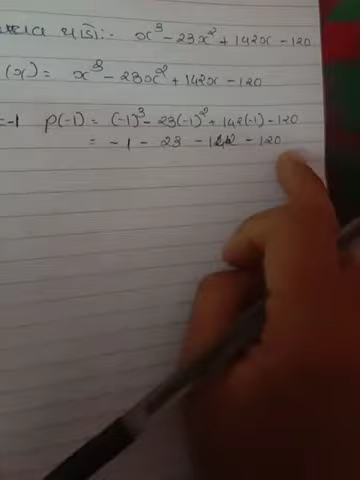 પાડો:- x³ - 23x² + 142x - 120
(x) = x³ - 23x² + 142x - 120
=-1 p(-1) = (-1)³ - 23(-1)² + 142(-1) - 120
= - 1 - 23 - 142 - 120